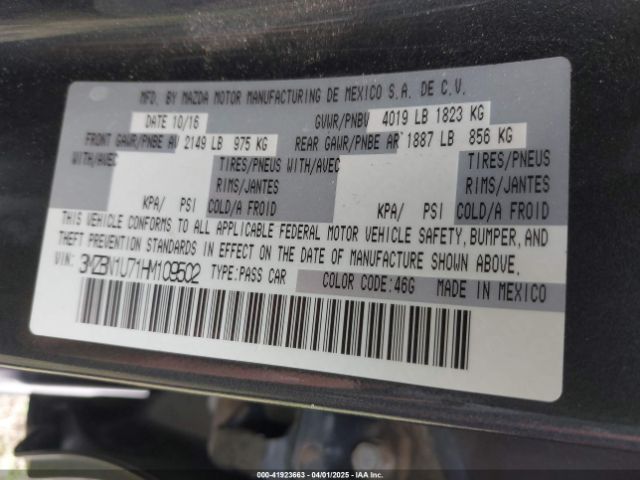 MFD. BY MAZDA MOTOR MANUFACTURING DE MEXICO S.A. DE C.V.
DATE 10/16 GVWR/PNBV 4019 LB 1823 KG
FRONT GAWR/PNBE AV 2149 LB 975 KG REAR GAWR/PNBE AR 1887 LB 856 KG
WITH/AVEC TIRES/PNEUS WITH/AVEC TIRES/PNEUS
RIMS/JANTES RIMS/JANTES
KPA/ PSI COLD/A FROID KPA/ PSI COLD/A FROID
THIS VEHICLE CONFORMS TO ALL APPLICABLE FEDERAL MOTOR VEHICLE SAFETY, BUMPER, AND
THEFT PREVENTION STANDARDS IN EFFECT ON THE DATE OF MANUFACTURE SHOWN ABOVE.
VIN: 3MZBN1U71HM109502 TYPE:PASS CAR COLOR CODE:46G MADE IN MEXICO
000-41923663 - 04/01/2025 - IAA Inc.